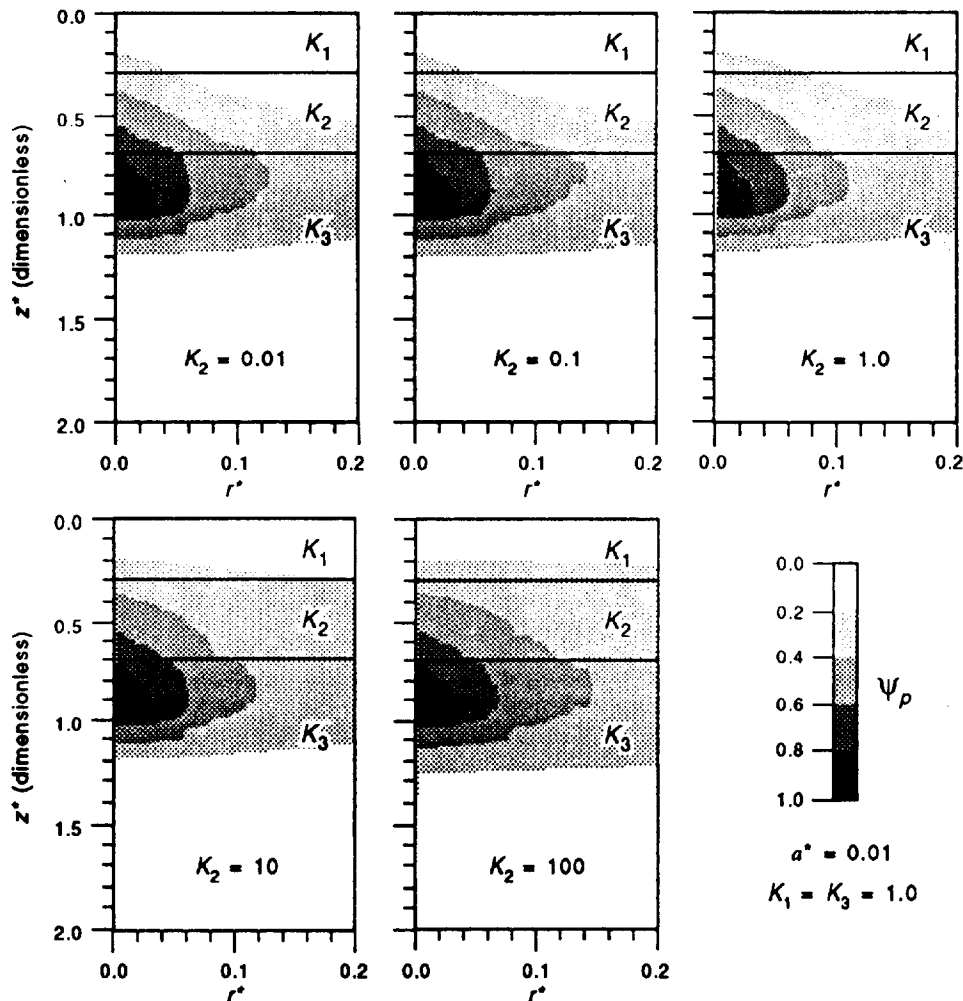 z* (dimensionless)
0.0
0.5
1.0
1.5
2.0
K1
K2
K3
K2 = 0.01
0.0 0.1 0.2
r*
K1
K2
K3
K2 = 0.1
0.0 0.1 0.2
r*
K1
K2
K3
K2 = 1.0
0.0 0.1 0.2
r*
z* (dimensionless)
0.0
0.5
1.0
1.5
2.0
K1
K2
K3
K2 = 10
0.0 0.1 0.2
r*
K1
K2
K3
K2 = 100
0.0 0.1 0.2
r*
0.0
0.2
0.4
0.6
0.8
1.0
Ψp
a* = 0.01
K1 = K3 = 1.0